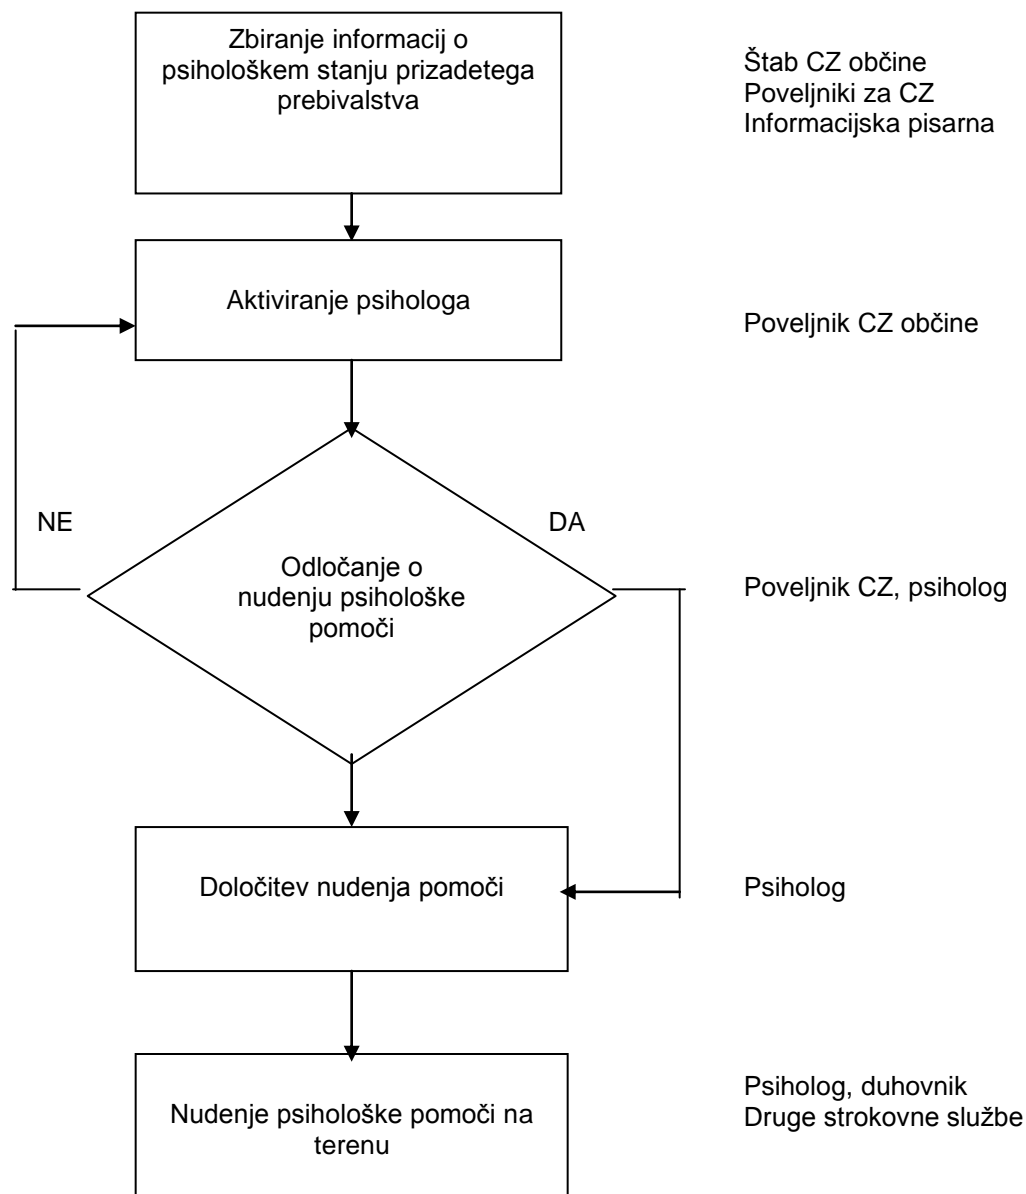 Zbiranje informacij o
psihološkem stanju prizadetega
prebivalstva
Štab CZ občine
Poveljniki za CZ
Informacijska pisarna
Aktiviranje psihologa
Poveljnik CZ občine
NE
DA
Odločanje o
nudenju psihološke
pomoči
Poveljnik CZ, psiholog
Določitev nudenja pomoči
Psiholog
Nudenje psihološke pomoči na
terenu
Psiholog, duhovnik
Druge strokovne službe